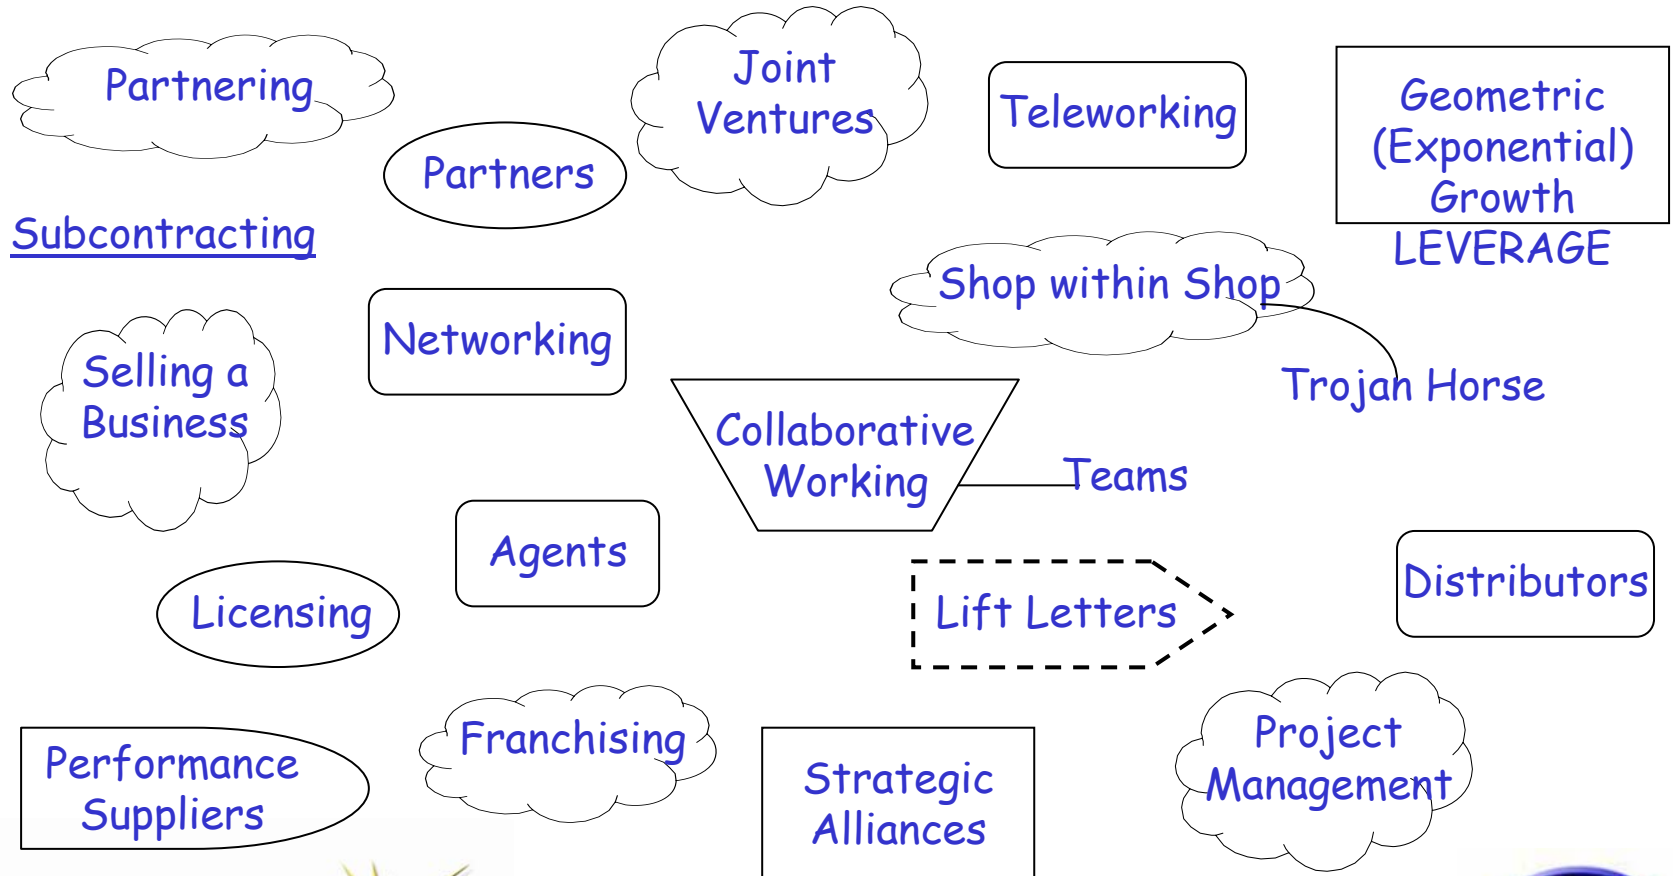 Partnering
Joint
Ventures
Teleworking
Geometric
(Exponential)
Growth
LEVERAGE
Partners
Subcontracting
Shop within Shop
Networking
Selling a
Business
Trojan Horse
Collaborative
Working
Teams
Agents
Distributors
Licensing
Lift Letters
Franchising
Project
Management
Performance
Suppliers
Strategic
Alliances